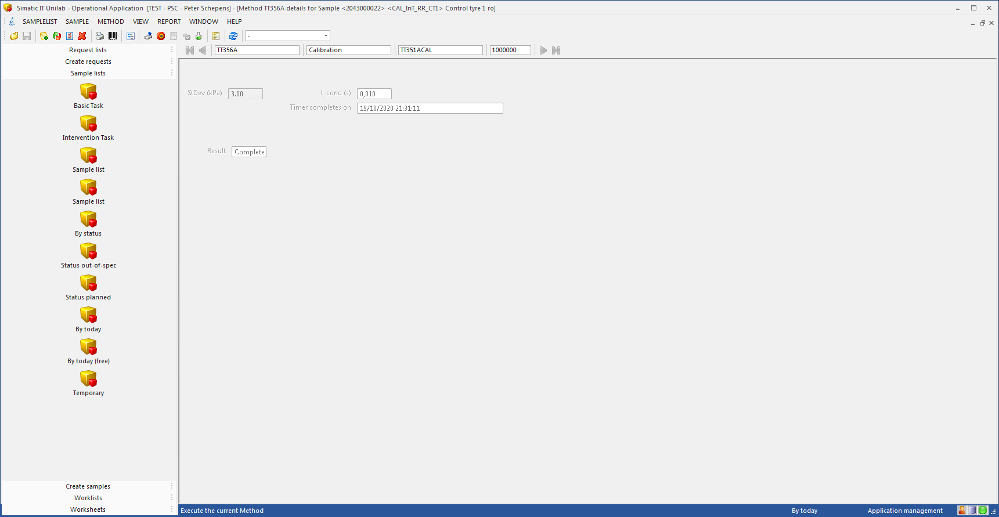 Simatic IT Unilab - Operational Application [TEST - PSC - Peter Schepens] - [Method TT356A details for Sample <2043000022> <CAL_InT_RR_CT1> Control tyre 1 ro]
SAMPLELIST SAMPLE METHOD VIEW REPORT WINDOW HELP
-
Request lists
Create requests
Sample lists
Basic Task
Intervention Task
Sample list
Sample list
By status
Status out-of-spec
Status planned
By today
By today (free)
Temporary
Create samples
Worklists
Worksheets
TT356A Calibration TT351ACAL 1000000
StDev (kPa) 3.00 t_cond (s) 0,010
Timer completes on 19/10/2020 21:31:11
Result Complete
Execute the current Method By today Application management